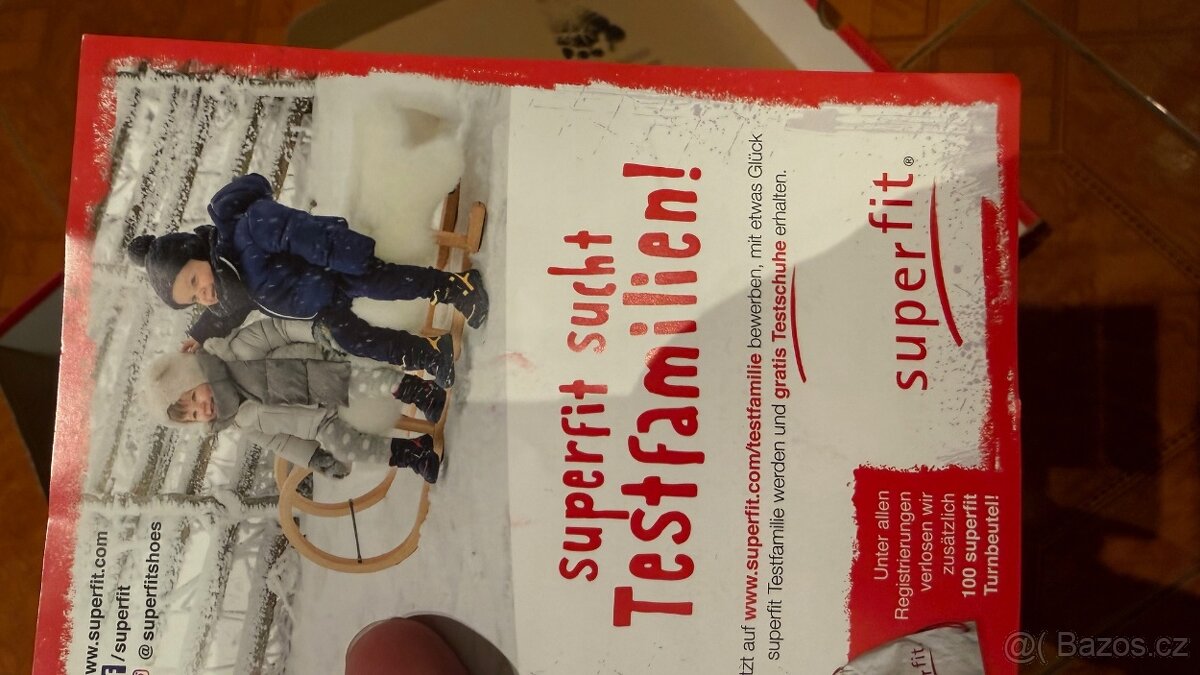 www.superfit.com
/superfit
@superfitshoes
superfit sucht
Testfamilien!
auf www.superfit.com/testfamilie bewerben, mit etwas Glück
superfit Testfamilie werden und gratis Testschuhe erhalten.
superfit®
Unter allen
Registrierungen
verlosen wir
zusätzlich
100 superfit
Turnbeutel!
@( Bazos.cz